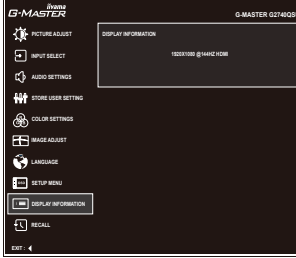 iiyama
G-MASTER
G-MASTER G2740QSU
PICTURE ADJUST
DISPLAY INFORMATION
INPUT SELECT
1920X1080 @144HZ HDMI
AUDIO SETTINGS
STORE USER SETTING
COLOR SETTINGS
IMAGE ADJUST
LANGUAGE
SETUP MENU
DISPLAY INFORMATION
RECALL
EXIT :